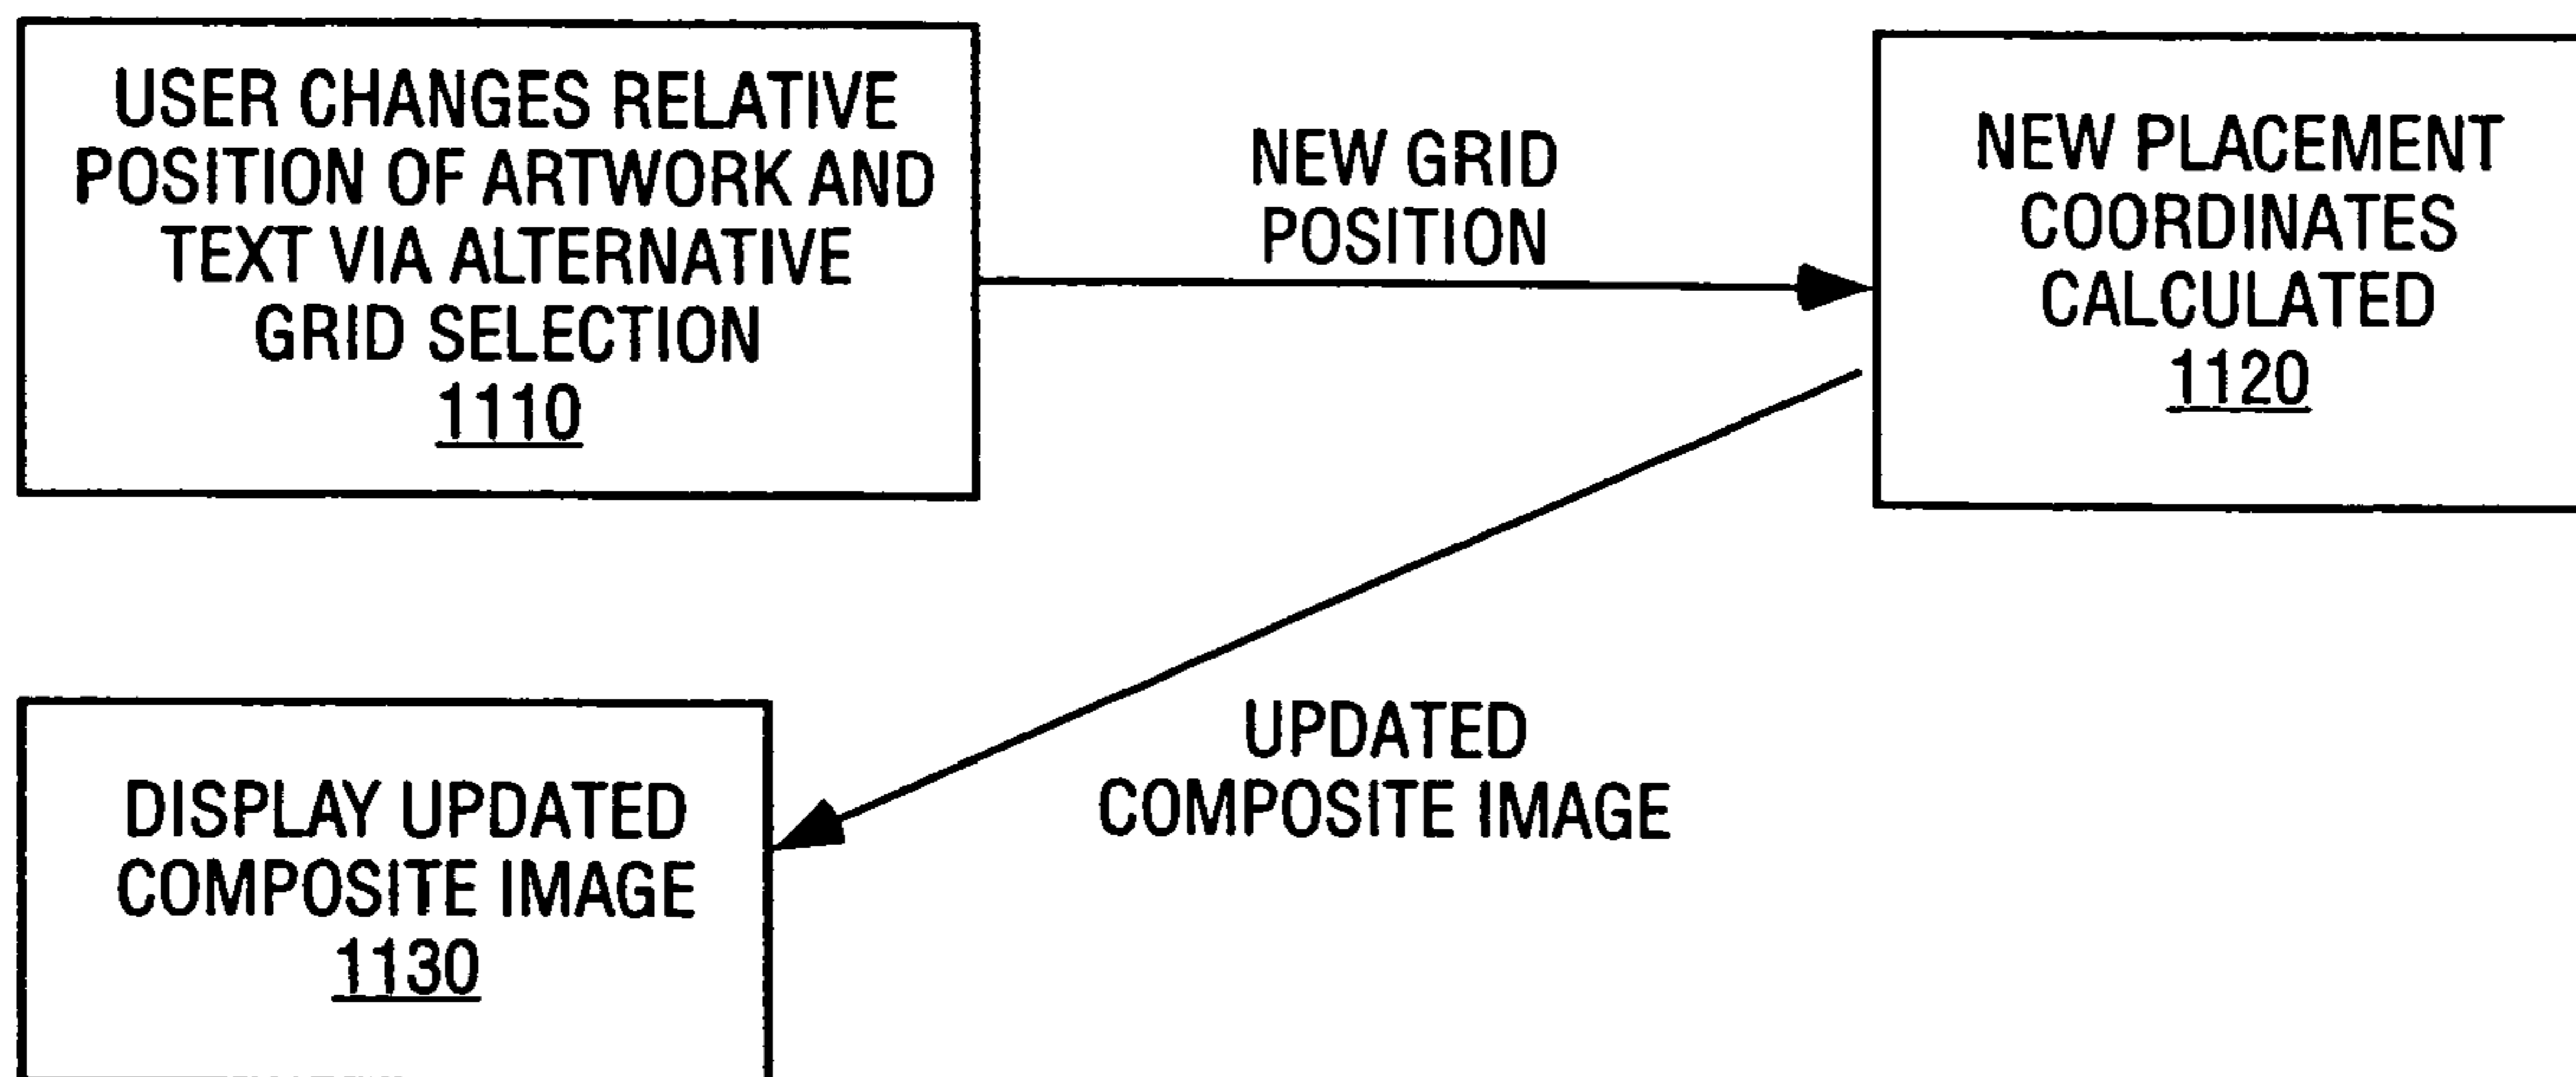 USER CHANGES RELATIVE
POSITION OF ARTWORK AND
TEXT VIA ALTERNATIVE
GRID SELECTION
1110
NEW GRID
POSITION
NEW PLACEMENT
COORDINATES
CALCULATED
1120
UPDATED
COMPOSITE IMAGE
DISPLAY UPDATED
COMPOSITE IMAGE
1130